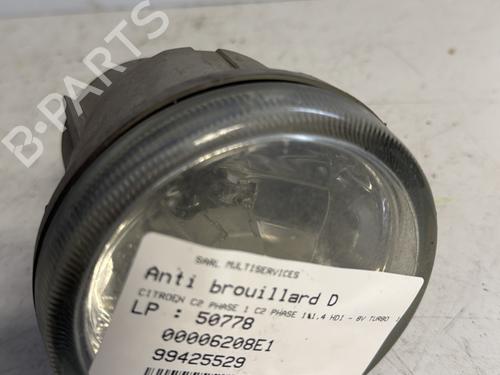 B-PARTS
SARL MULTISERVICES
Anti brouillard D
CITROEN C2 PHASE 1 C2 PHASE 1 1.4 HDI - 8V TURBO
LP : 50778
00006208E1
99425529